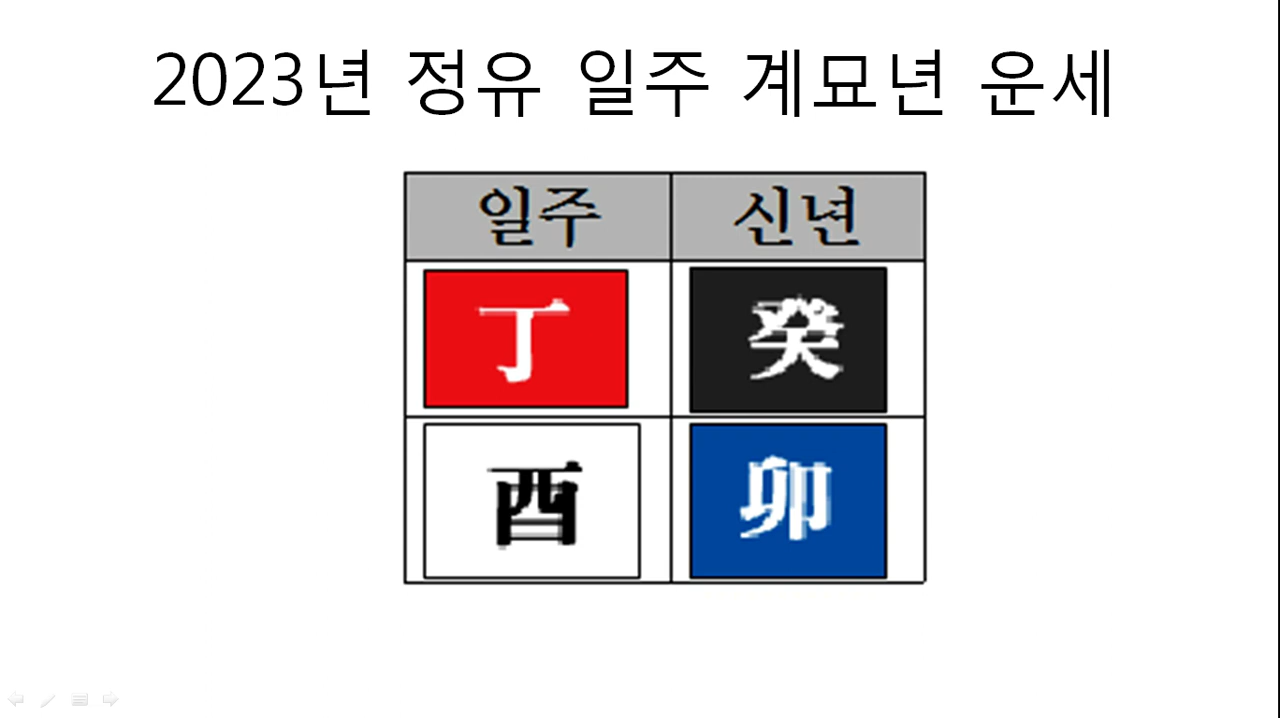 2023년 정유 일주 계묘년 운세
일주 신년
丁 癸
酉 卯